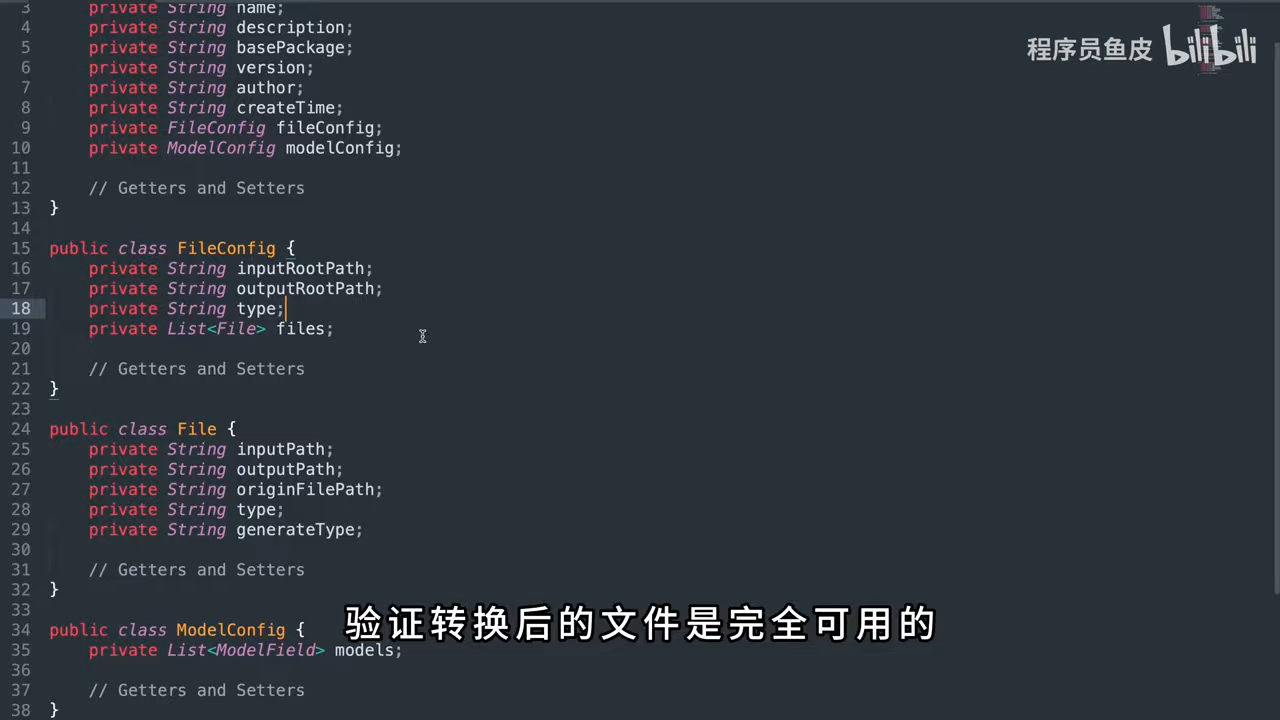 3 private String name;
4 private String description;
5 private String basePackage;
6 private String version;
7 private String author;
8 private String createTime;
9 private FileConfig fileConfig;
10 private ModelConfig modelConfig;
11
12 // Getters and Setters
13 }
14
15 public class FileConfig {
16 private String inputRootPath;
17 private String outputRootPath;
18 private String type;
19 private List<File> files;
20
21 // Getters and Setters
22 }
23
24 public class File {
25 private String inputPath;
26 private String outputPath;
27 private String originFilePath;
28 private String type;
29 private String generateType;
30
31 // Getters and Setters
32 }
33
34 public class ModelConfig {
35 private List<ModelField> models;
36
37 // Getters and Setters
38 }
程序员鱼皮 bilibili
验证转换后的文件是完全可用的